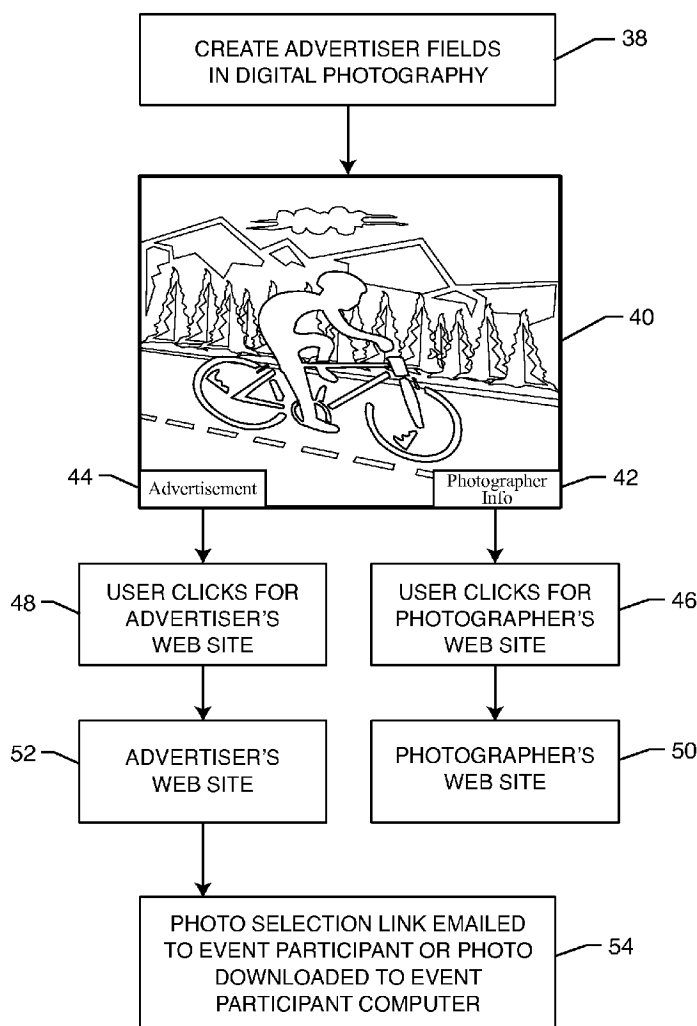 CREATE ADVERTISER FIELDS
IN DIGITAL PHOTOGRAPHY
38
40
44
Advertisement
Photographer
Info
42
48
USER CLICKS FOR
ADVERTISER'S
WEB SITE
USER CLICKS FOR
PHOTOGRAPHER'S
WEB SITE
46
52
ADVERTISER'S
WEB SITE
PHOTOGRAPHER'S
WEB SITE
50
PHOTO SELECTION LINK EMAILED
TO EVENT PARTICIPANT OR PHOTO
DOWNLOADED TO EVENT
PARTICIPANT COMPUTER
54